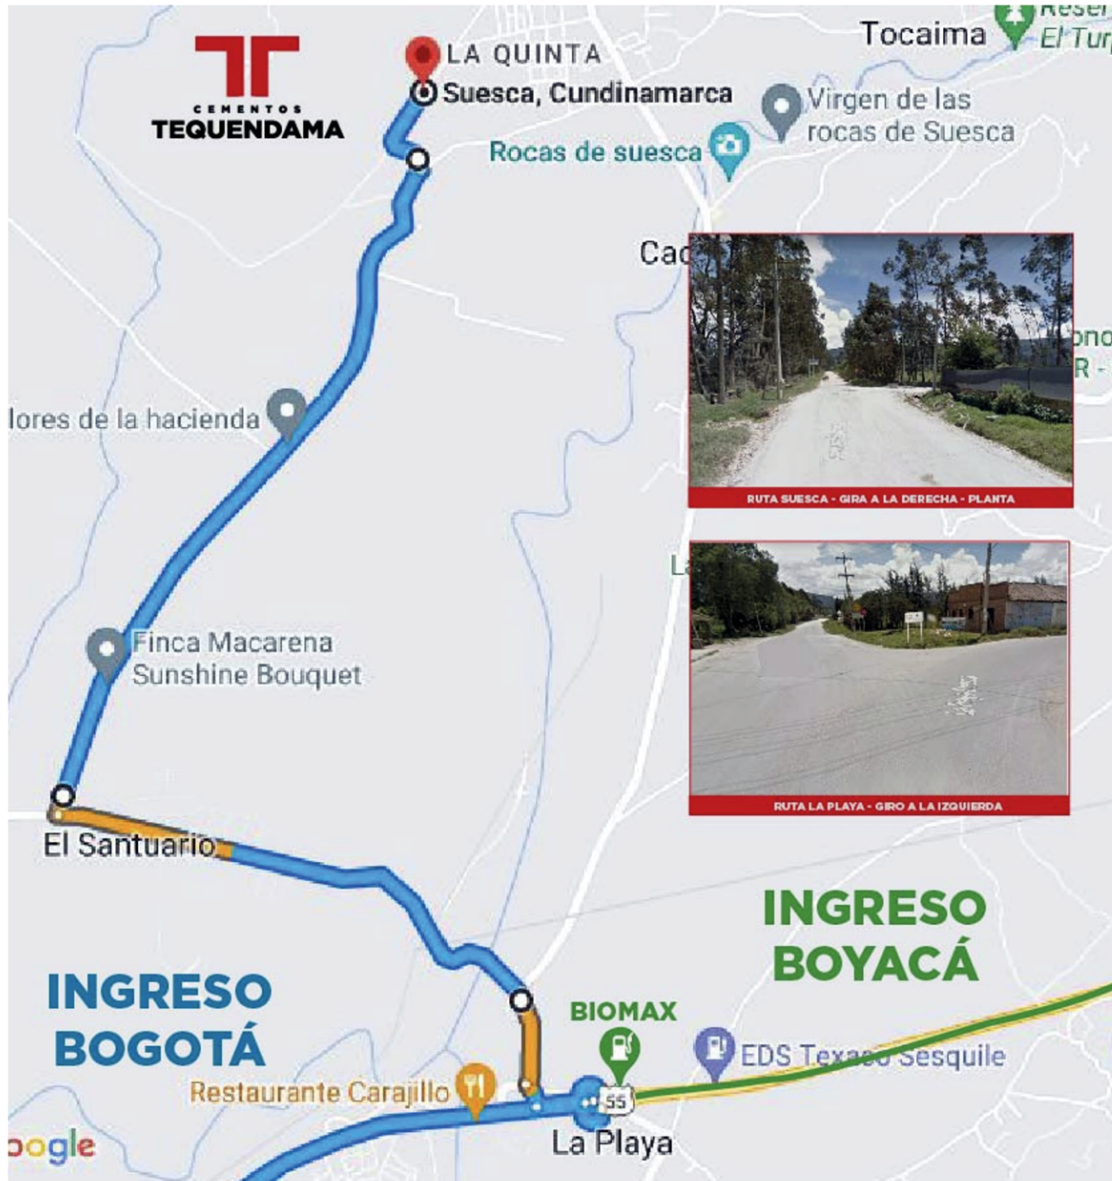 CEMENTOS
TEQUENDAMA
LA QUINTA
Suesca, Cundinamarca
Tocaima
El
Virgen de las
rocas de Suesca
Rocas de suesca
RUTA SUESCA - GIRA A LA DERECHA - PLANTA
lores de la hacienda
Finca Macarena
Sunshine Bouquet
RUTA LA PLAYA - GIRO A LA IZQUIERDA
El Santuario
INGRESO
BOYACÁ
INGRESO
BOGOTÁ
BIOMAX
EDS Texaco Sesquile
Restaurante Carajillo
55
La Playa
oogle